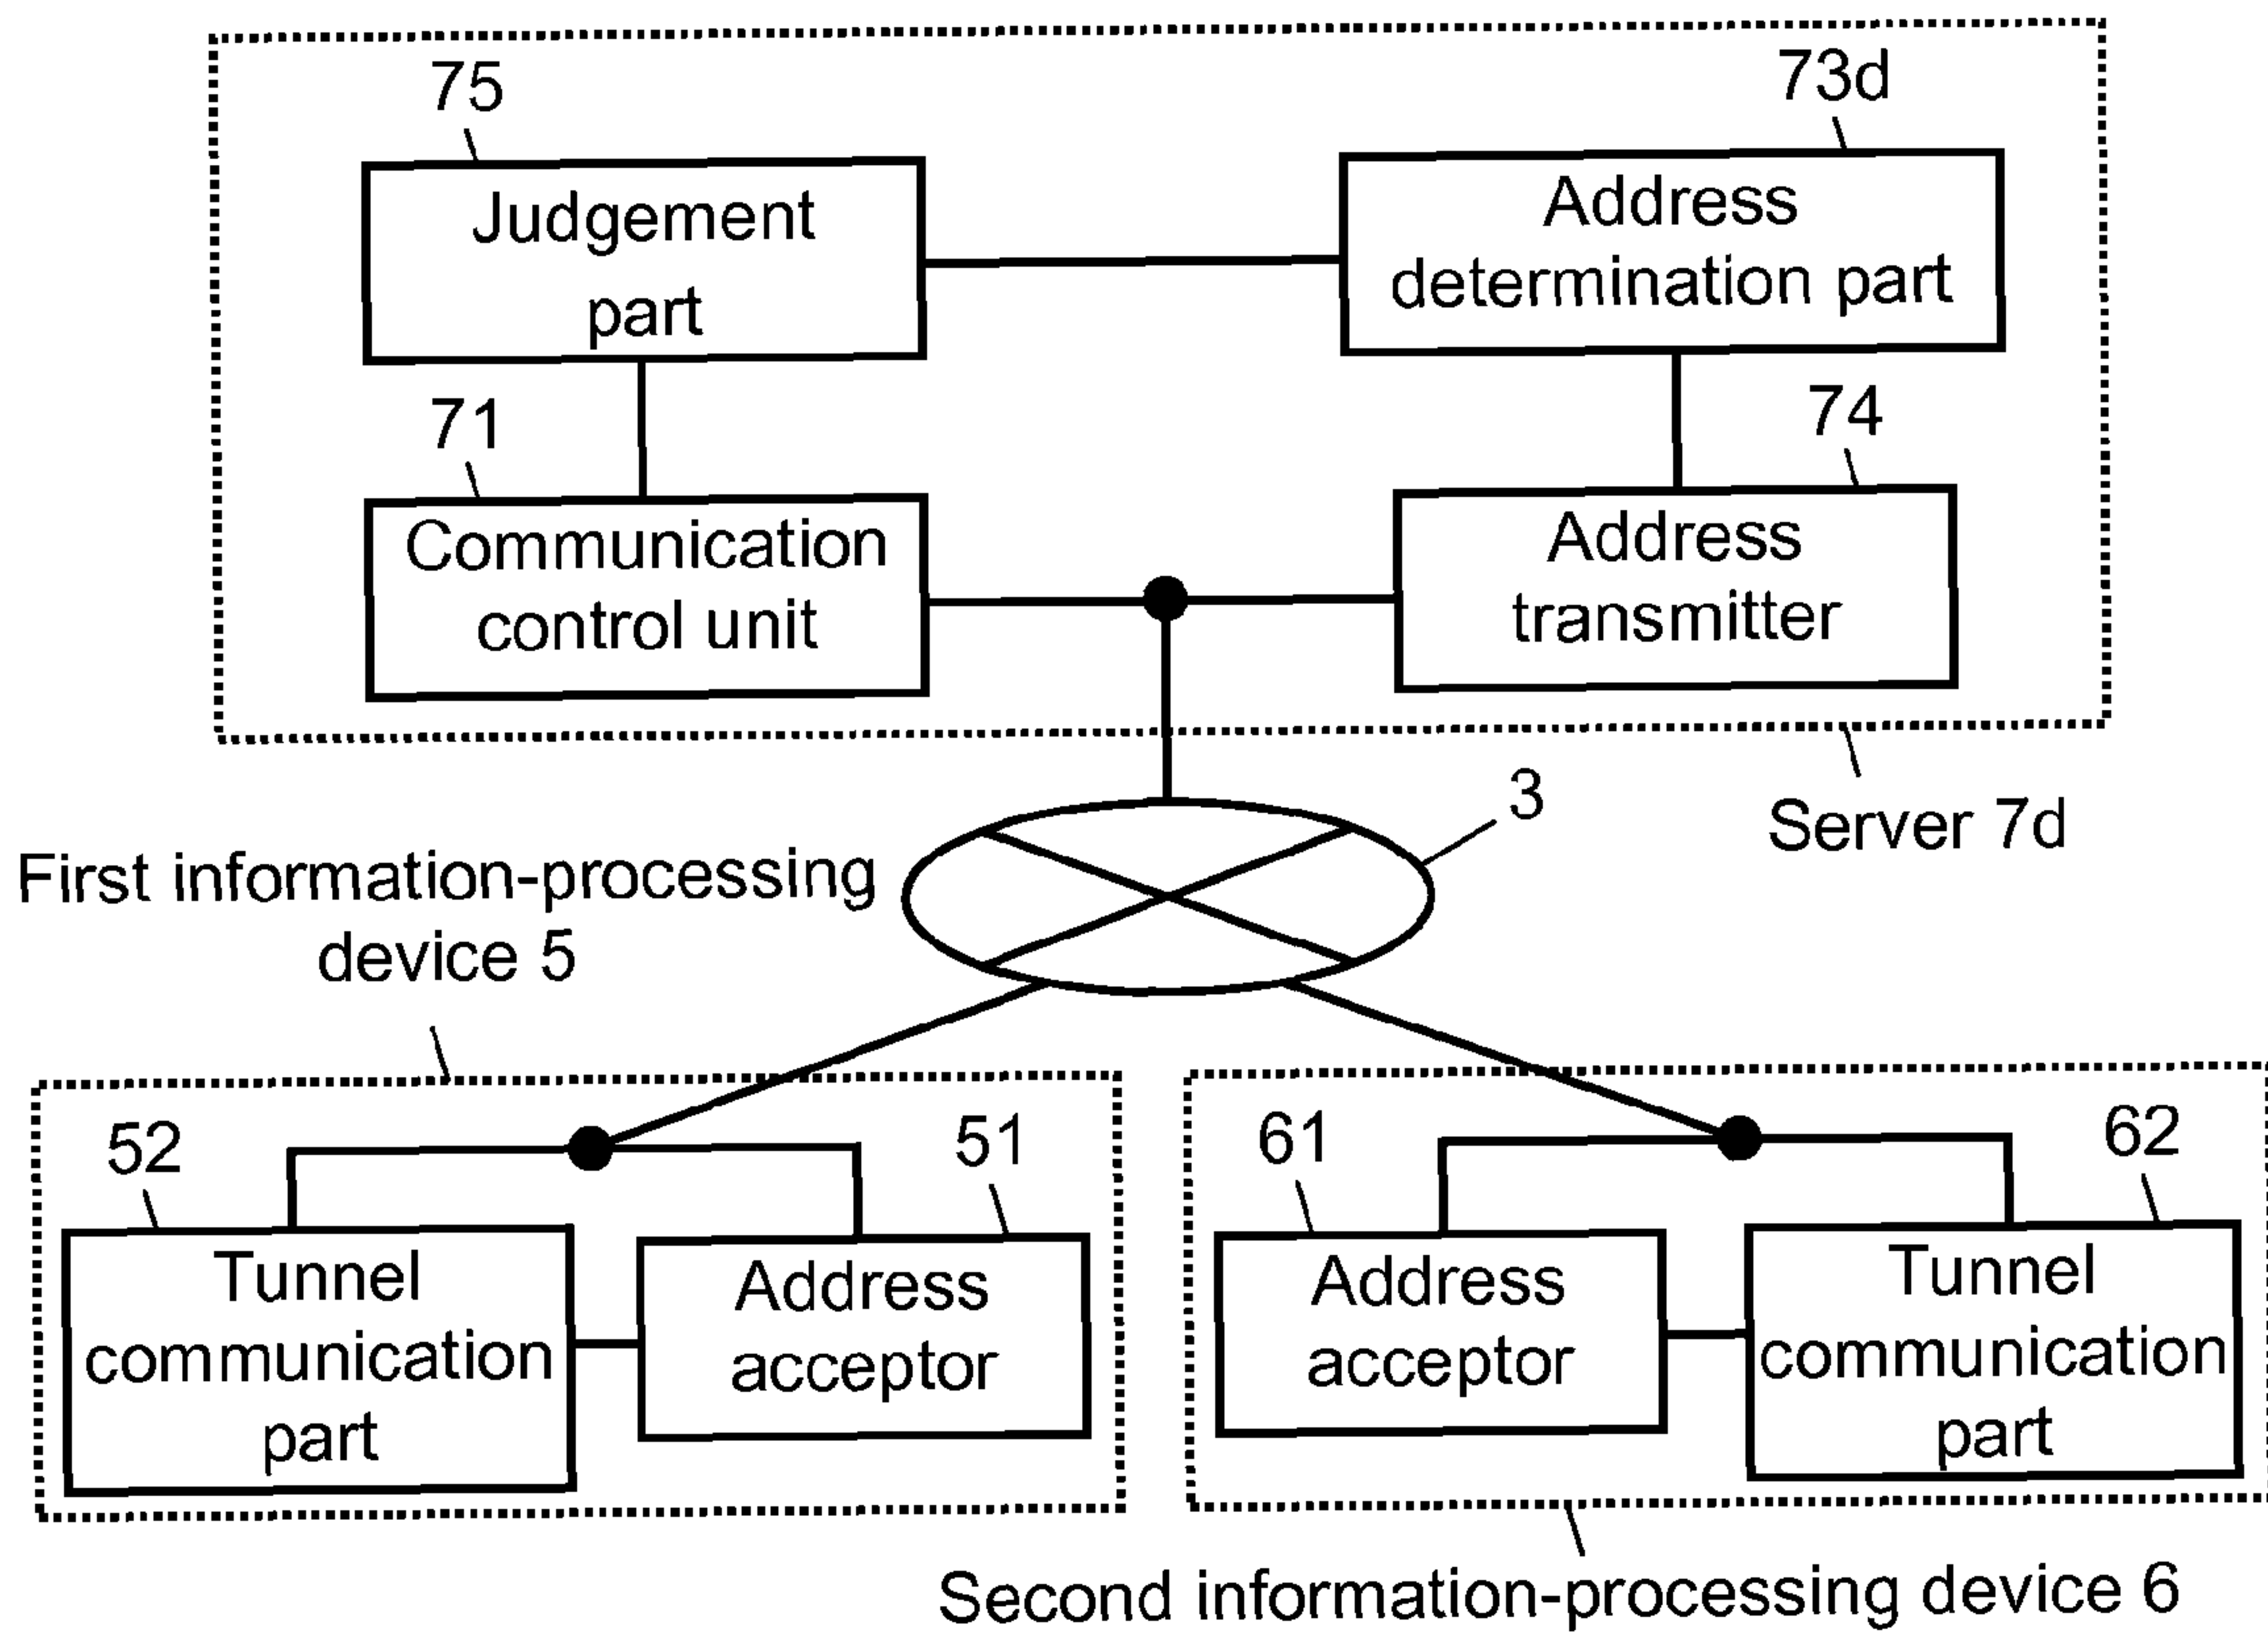 75
73d
Judgement
part
Address
determination part
71
74
Communication
control unit
Address
transmitter
3
Server 7d
First information-processing
device 5
52
51
61
62
Tunnel
communication
part
Address
acceptor
Address
acceptor
Tunnel
communication
part
Second information-processing device 6